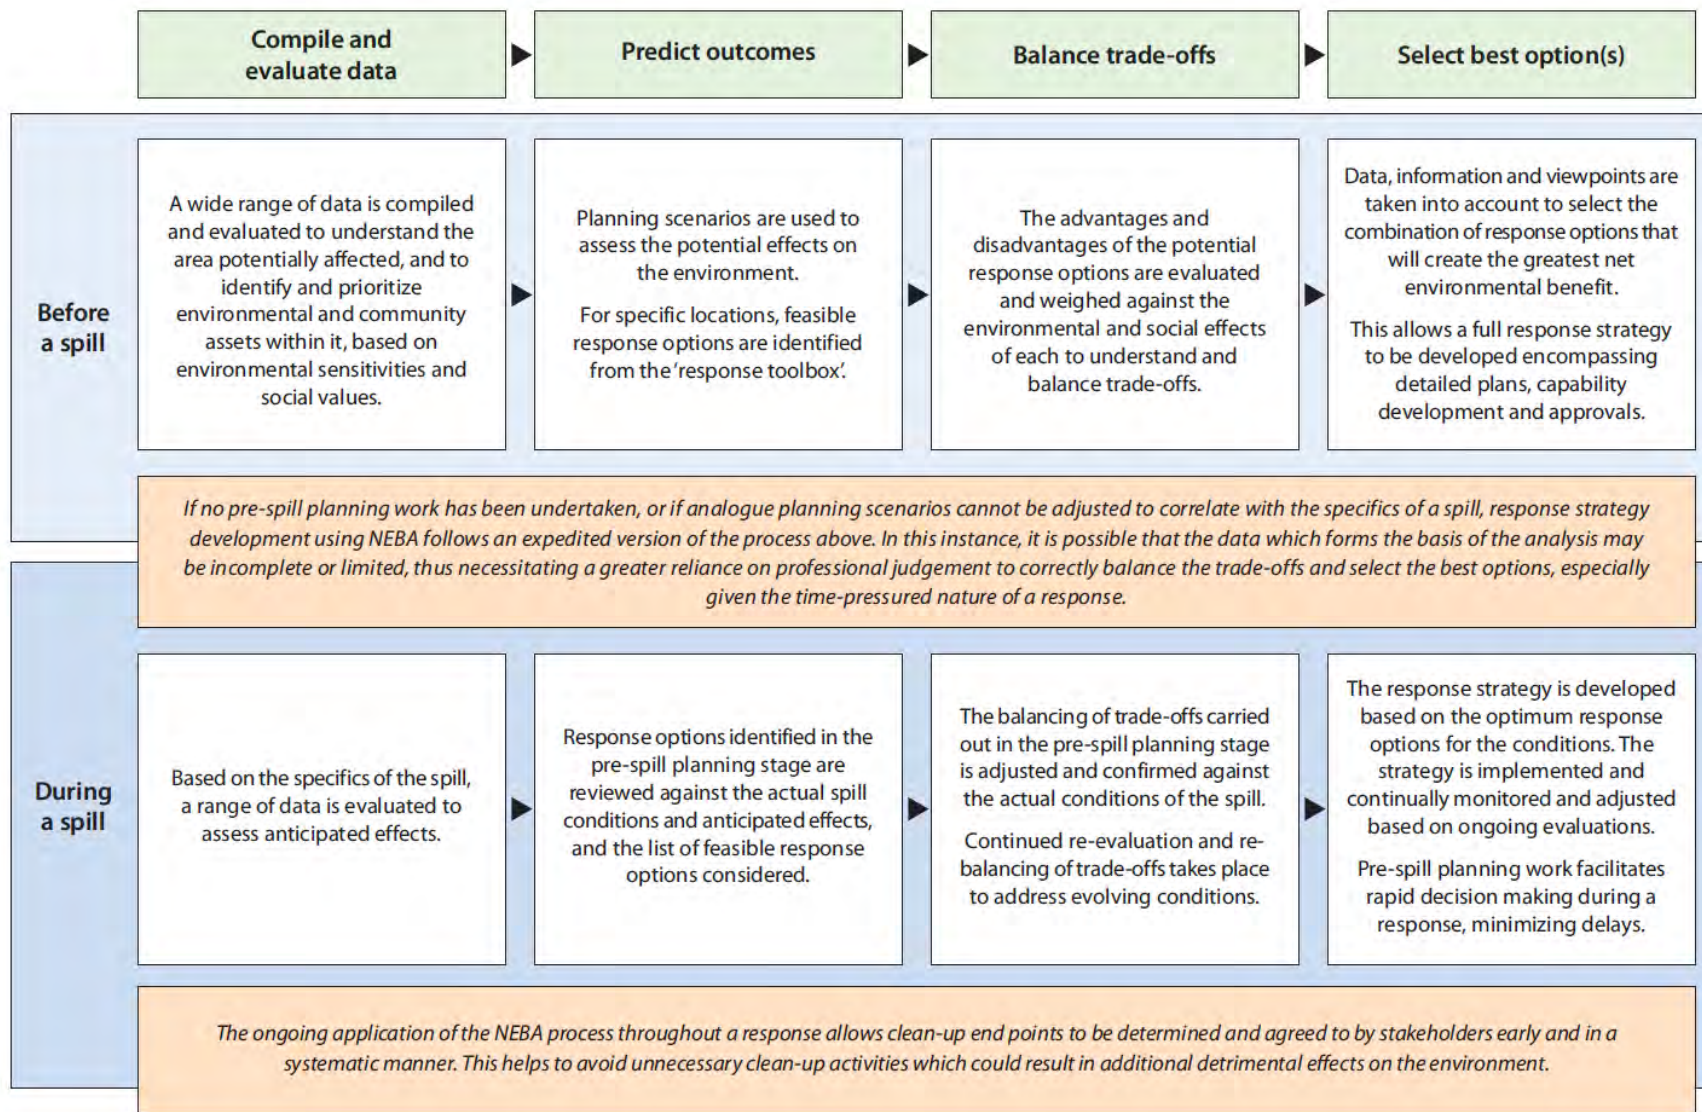 Compile and
evaluate data
Predict outcomes
Balance trade-offs
Select best option(s)
Before
a spill
A wide range of data is compiled
and evaluated to understand the
area potentially affected, and to
identify and prioritize
environmental and community
assets within it, based on
environmental sensitivities and
social values.
Planning scenarios are used to
assess the potential effects on
the environment.
For specific locations, feasible
response options are identified
from the 'response toolbox'.
The advantages and
disadvantages of the potential
response options are evaluated
and weighed against the
environmental and social effects
of each to understand and
balance trade-offs.
Data, information and viewpoints are
taken into account to select the
combination of response options that
will create the greatest net
environmental benefit.
This allows a full response strategy
to be developed encompassing
detailed plans, capability
development and approvals.
If no pre-spill planning work has been undertaken, or if analogue planning scenarios cannot be adjusted to correlate with the specifics of a spill, response strategy
development using NEBA follows an expedited version of the process above. In this instance, it is possible that the data which forms the basis of the analysis may
be incomplete or limited, thus necessitating a greater reliance on professional judgement to correctly balance the trade-offs and select the best options, especially
given the time-pressured nature of a response.
During
a spill
Based on the specifics of the spill,
a range of data is evaluated to
assess anticipated effects.
Response options identified in the
pre-spill planning stage are
reviewed against the actual spill
conditions and anticipated effects,
and the list of feasible response
options considered.
The balancing of trade-offs carried
out in the pre-spill planning stage
is adjusted and confirmed against
the actual conditions of the spill.
Continued re-evaluation and re-
balancing of trade-offs takes place
to address evolving conditions.
The response strategy is developed
based on the optimum response
options for the conditions. The
strategy is implemented and
continually monitored and adjusted
based on ongoing evaluations.
Pre-spill planning work facilitates
rapid decision making during a
response, minimizing delays.
The ongoing application of the NEBA process throughout a response allows clean-up end points to be determined and agreed to by stakeholders early and in a
systematic manner. This helps to avoid unnecessary clean-up activities which could result in additional detrimental effects on the environment.